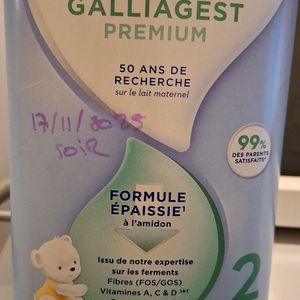 GALLIAGEST
PREMIUM
50 ANS DE
RECHERCHE
sur le lait maternel
17/11/2025
SOIR
99%
DES PARENTS
SATISFAITS
FORMULE
ÉPAISSIE¹
à l'amidon
Issu de notre expertise
sur les ferments
Fibres (FOS/GOS)
Vitamines A, C & D
2